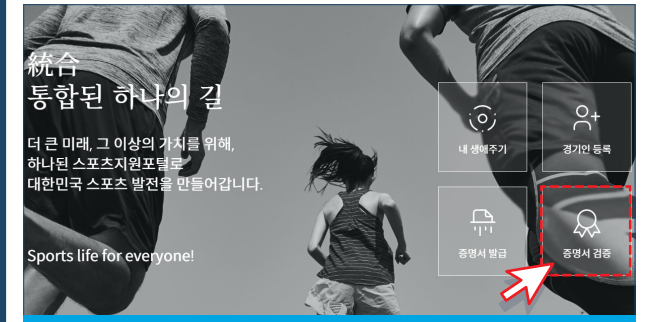 統合
통합된 하나의 길
더 큰 미래, 그 이상의 가치를 위해,
하나된 스포츠지원포털로
대한민국 스포츠 발전을 만들어갑니다.
Sports life for everyone!
내 생애주기
경기인 등록
증명서 발급
증명서 검증